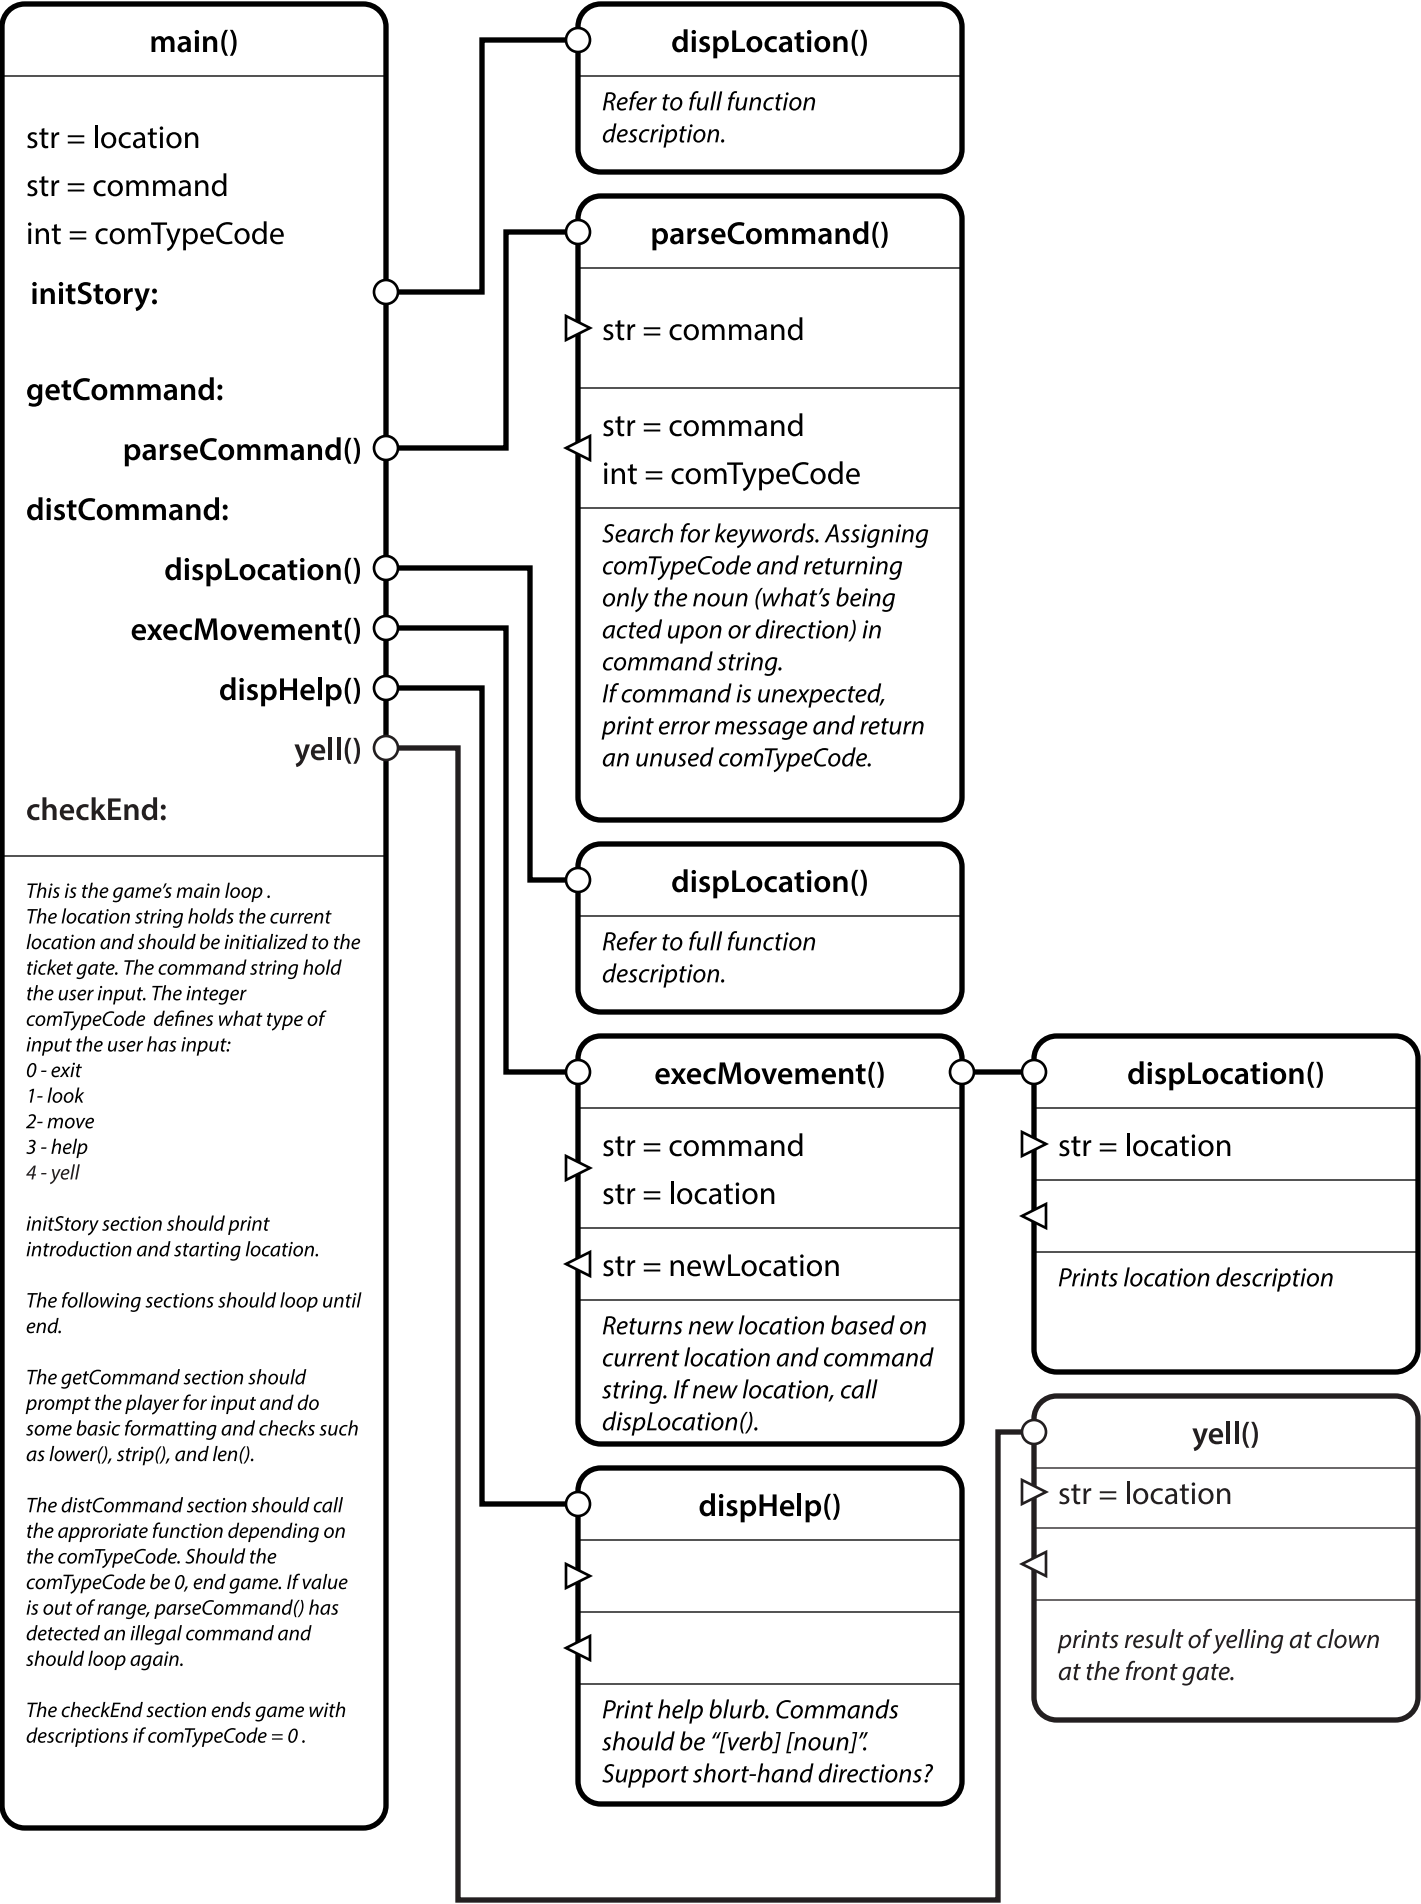 main()
str = location
str = command
int = comTypeCode
initStory:
getCommand:
parseCommand()
distCommand:
dispLocation()
execMovement()
dispHelp()
yell()
checkEnd:
This is the game’s main loop .
The location string holds the current
location and should be initialized to the
ticket gate. The command string hold
the user input. The integer
comTypeCode  defines what type of
input the user has input:
0 - exit
1- look
2- move
3 - help
4 - yell
initStory section should print
introduction and starting location.
The following sections should loop until
end.
The getCommand section should
prompt the player for input and do
some basic formatting and checks such
as lower(), strip(), and len().
The distCommand section should call
the approriate function depending on
the comTypeCode. Should the
comTypeCode be 0, end game. If value
is out of range, parseCommand() has
detected an illegal command and
should loop again.
The checkEnd section ends game with
descriptions if comTypeCode = 0 .
dispLocation()
Refer to full function
description.
parseCommand()
str = command
str = command
int = comTypeCode
Search for keywords. Assigning
comTypeCode and returning
only the noun (what’s being
acted upon or direction) in
command string.
If command is unexpected,
print error message and return
an unused comTypeCode.
dispLocation()
Refer to full function
description.
execMovement()
str = command
str = location
str = newLocation
Returns new location based on
current location and command
string. If new location, call
dispLocation().
dispHelp()
Print help blurb. Commands
should be “[verb] [noun]”.
Support short-hand directions?
dispLocation()
str = location
Prints location description
yell()
str = location
prints result of yelling at clown
at the front gate.